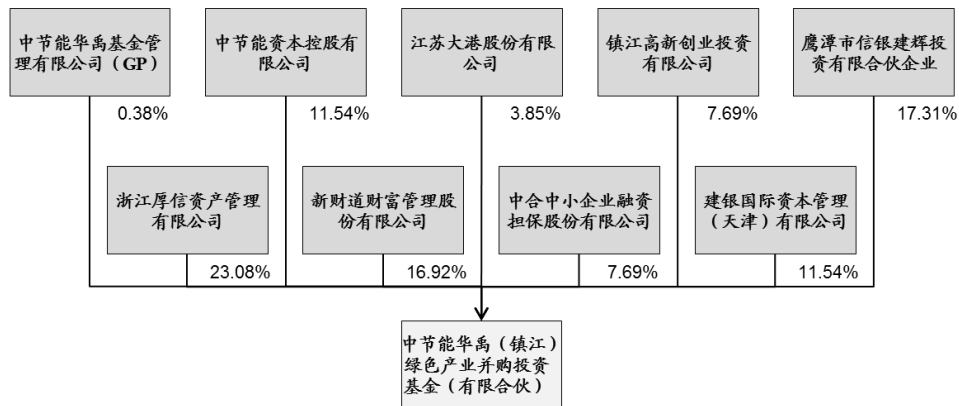 中节能华禹基金管
理有限公司（GP）
中节能资本控股有
限公司
江苏大港股份有限
公司
镇江高新创业投资
有限公司
鹰潭市信银建辉投
资有限合伙企业
0.38%
11.54%
3.85%
7.69%
17.31%
浙江厚信资产管理
有限公司
新财道财富管理股
份有限公司
中合中小企业融资
担保股份有限公司
建银国际资本管理
（天津）有限公司
23.08%
16.92%
7.69%
11.54%
中节能华禹（镇江）
绿色产业并购投资
基金（有限合伙）